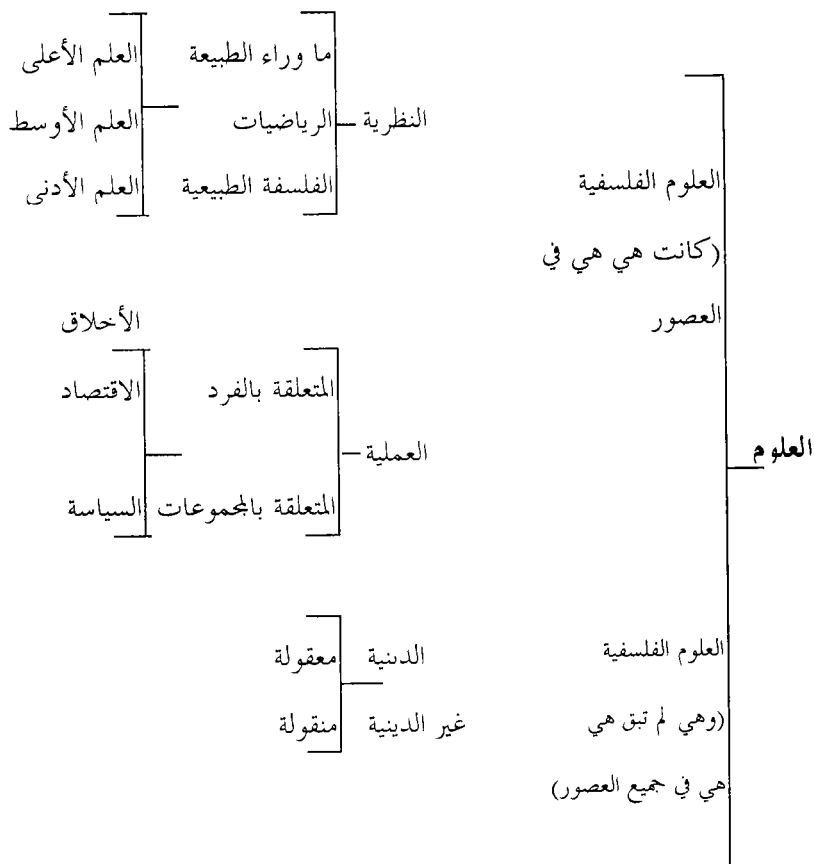 ما وراء الطبيعة العلم الأعلى
النظرية الرياضيات العلم الأوسط
العلوم الفلسفية الفلسفة الطبيعية العلم الأدنى
(كانت هي هي في
العصور الأخلاق
المتعلقة بالفرد الاقتصاد
العلوم العملية
المتعلقة بالمجموعات السياسة
العلوم الفلسفية الدينية معقولة
(وهي لم تبق هي غير الدينية منقولة
هي في جميع العصور)